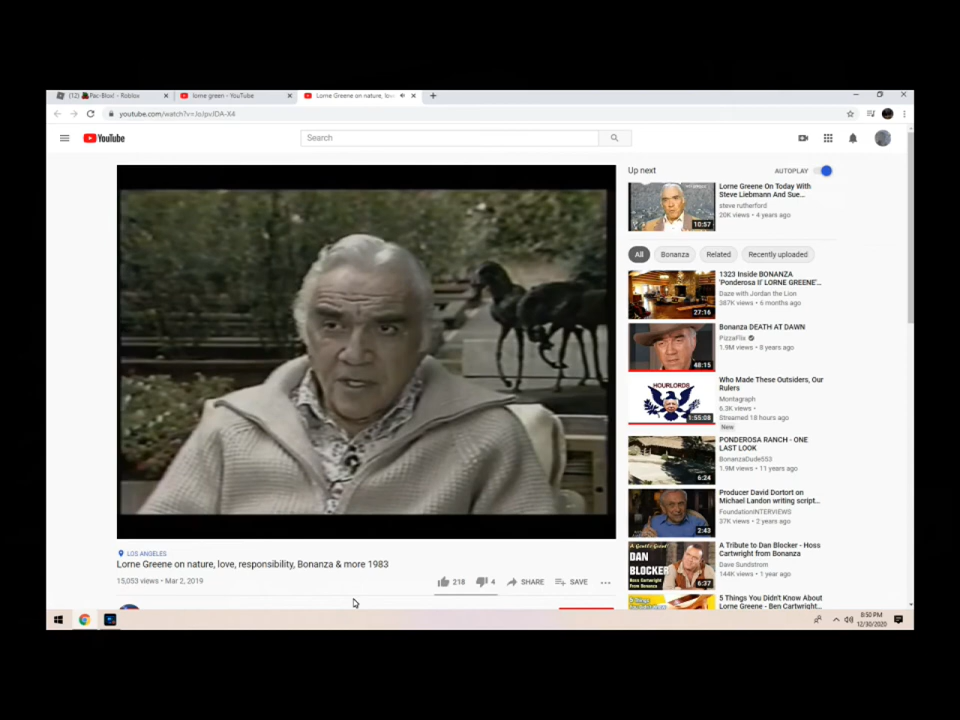 (12) Pac-Blox! - Roblox
lorne green - YouTube
Lorne Greene on nature, lov
youtube.com/watch?v=JoJpvJDA-X4
YouTube
Search
LOS ANGELES
Lorne Greene on nature, love, responsibility, Bonanza & more 1983
15,053 views • Mar 2, 2019
218
4
SHARE
SAVE
Up next
AUTOPLAY
10:57
Lorne Greene On Today With
Steve Liebmann And Sue...
steve rutherford
20K views • 4 years ago
All
Bonanza
Related
Recently uploaded
27:16
1323 Inside BONANZA
'Ponderosa II' LORNE GREENE'...
Daze with Jordan the Lion
387K views • 6 months ago
48:15
Bonanza DEATH AT DAWN
PizzaFlix
1.9M views • 8 years ago
HOURLORDS
1:55:08
Who Made These Outsiders, Our
Rulers
Montagraph
6.3K views •
Streamed 18 hours ago
New
6:24
PONDEROSA RANCH - ONE
LAST LOOK
BonanzaDude553
1.9M views • 11 years ago
2:43
Producer David Dortort on
Michael Landon writing script...
FoundationINTERVIEWS
37K views • 2 years ago
DAN
BLOCKER
6:37
A Tribute to Dan Blocker - Hoss
Cartwright from Bonanza
Dave Sundstrom
144K views • 1 year ago
5 Things You Didn't Know About
Lorne Greene - Ben Cartwright...
8:50 PM
12/30/2020